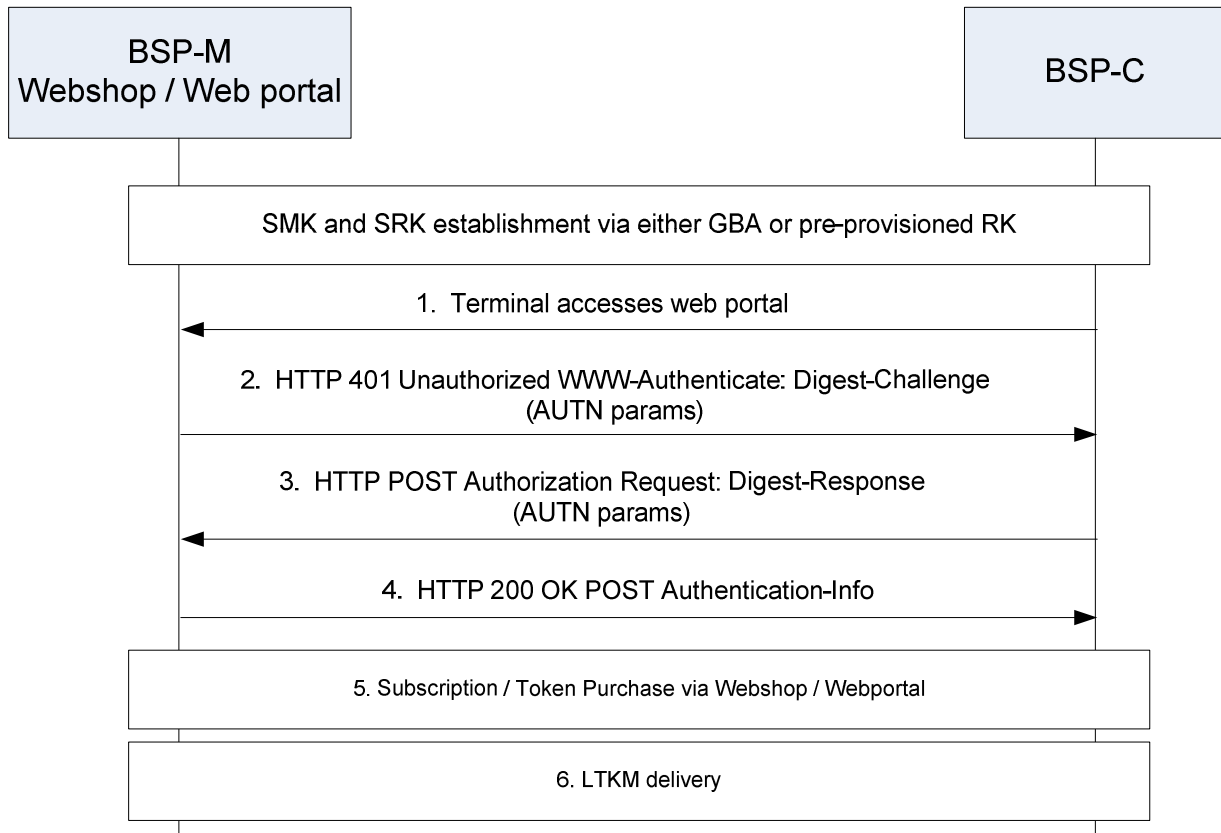 BSP-M
Webshop / Web portal
BSP-C
SMK and SRK establishment via either GBA or pre-provisioned RK
1. Terminal accesses web portal
2. HTTP 401 Unauthorized WWW-Authenticate: Digest-Challenge
(AUTN params)
3. HTTP POST Authorization Request: Digest-Response
(AUTN params)
4. HTTP 200 OK POST Authentication-Info
5. Subscription / Token Purchase via Webshop / Webportal
6. LTKM delivery